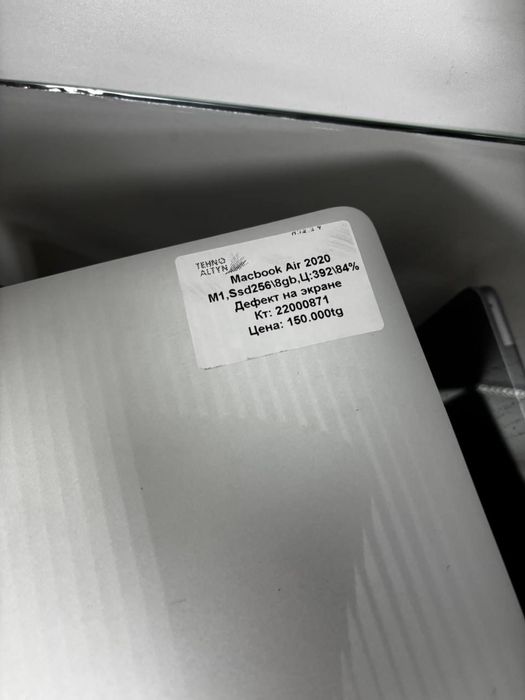 TEHNO
ALTYN
Macbook Air 2020
M1,Ssd256\8gb,Ц:392\84%
Дефект на экране
Кт: 22000871
Цена: 150.000tg